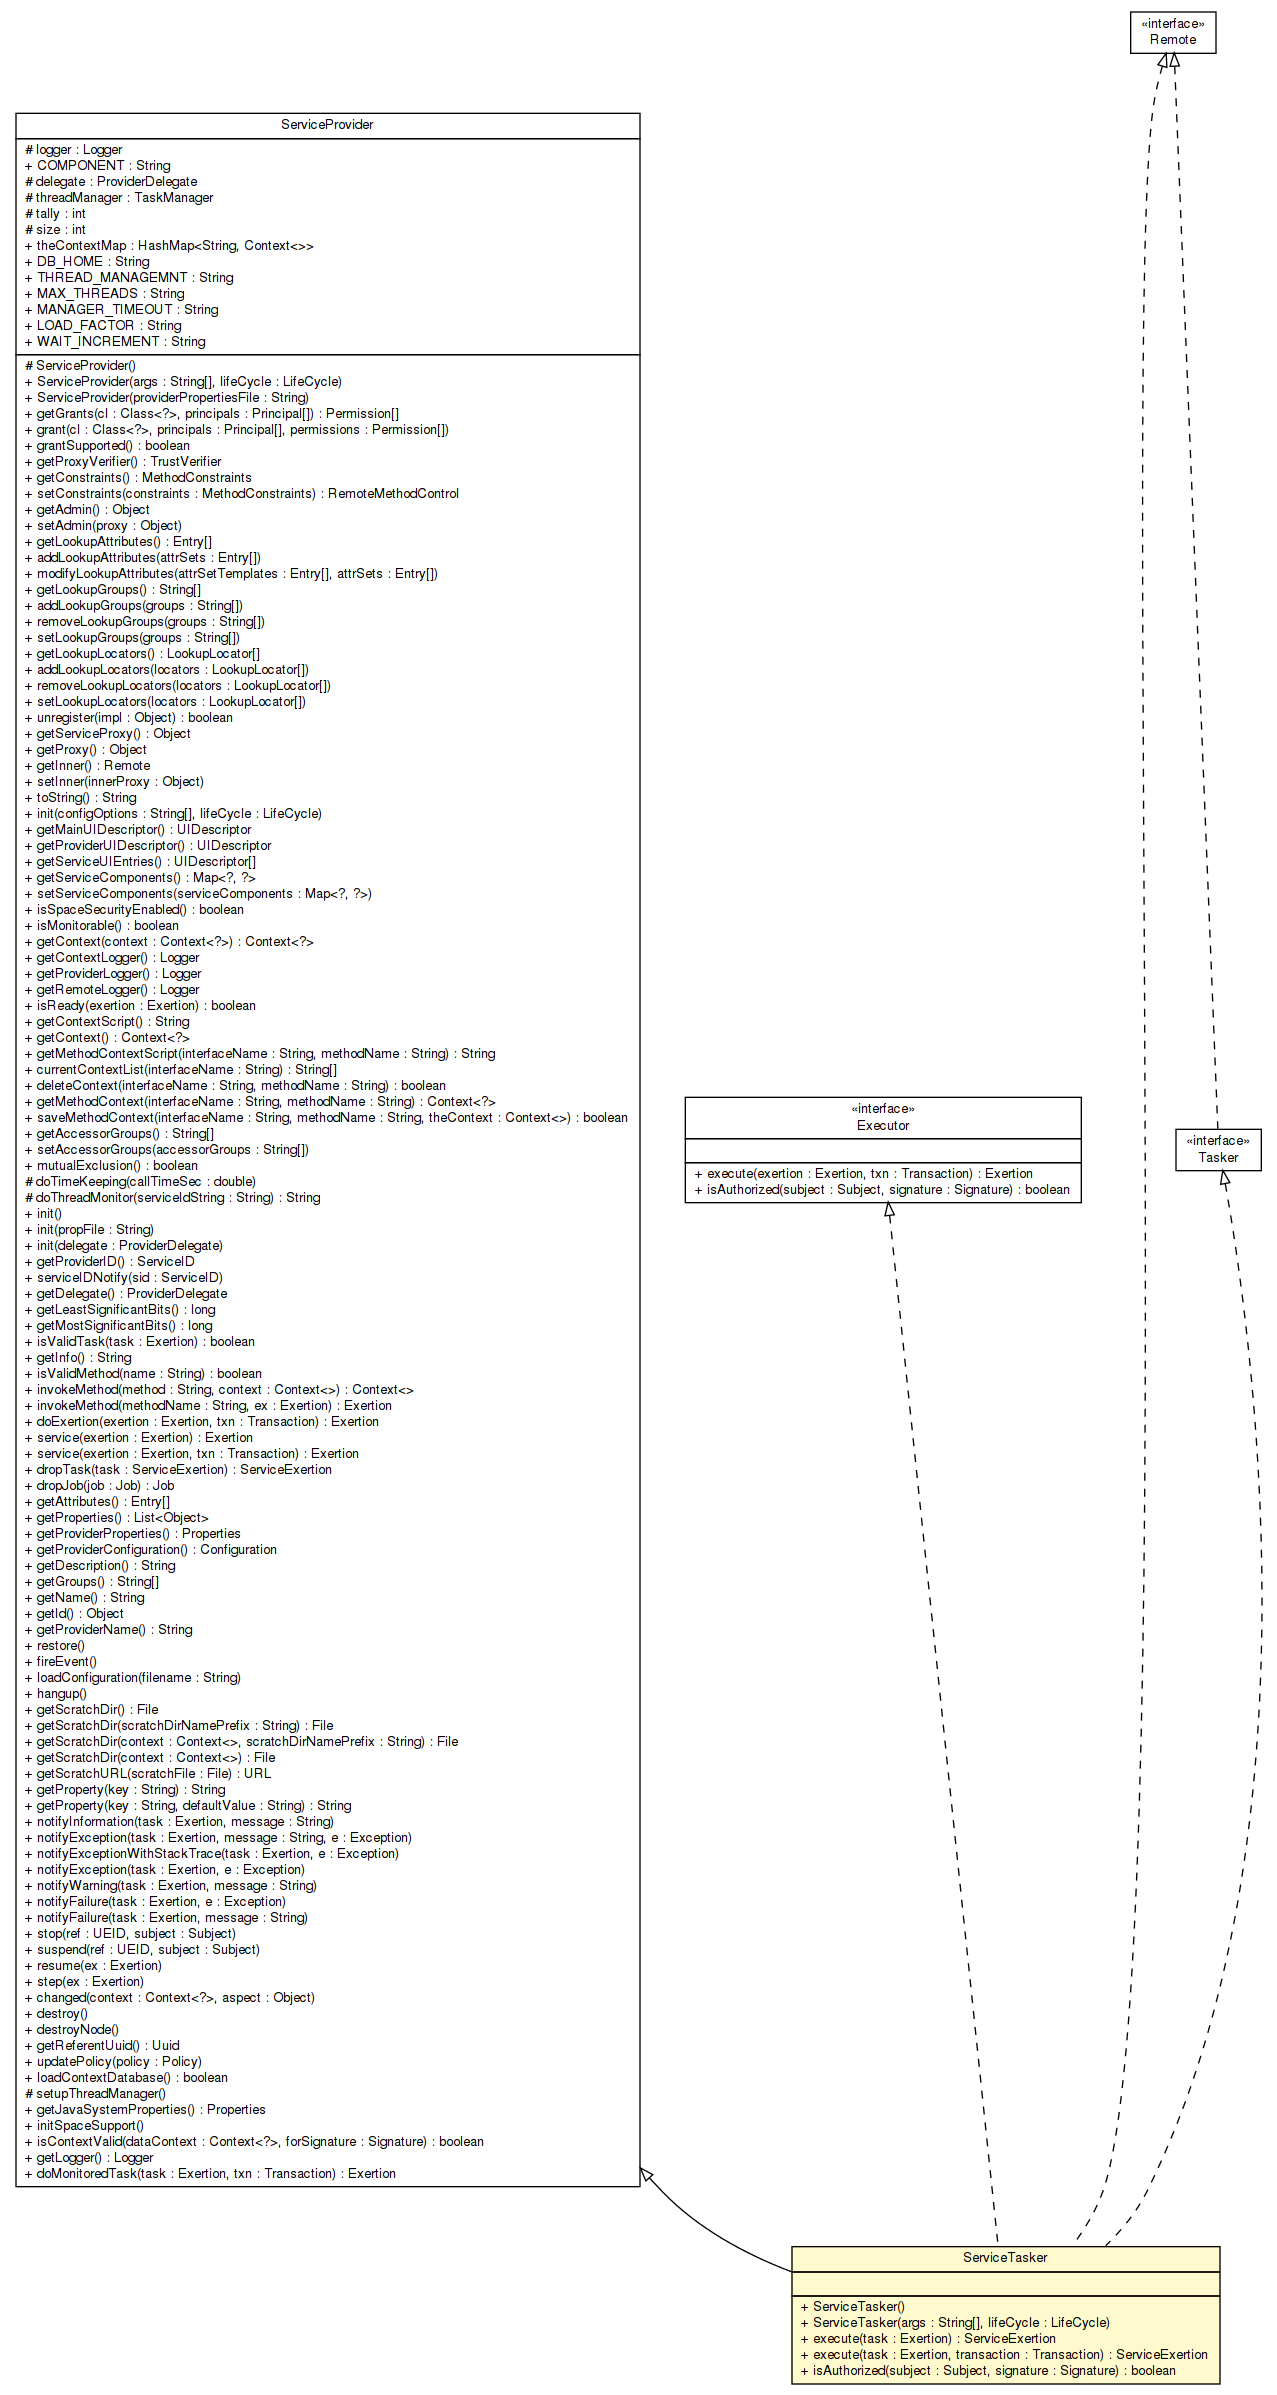 «interface»
Remote
ServiceProvider
# logger : Logger
+ COMPONENT : String
# delegate : ProviderDelegate
# threadManager : TaskManager
# tally : int
# size : int
+ theContextMap : HashMap<String, Context<>>
+ DB_HOME : String
+ THREAD_MANAGEMNT : String
+ MAX_THREADS : String
+ MANAGER_TIMEOUT : String
+ LOAD_FACTOR : String
+ WAIT_INCREMENT : String
# ServiceProvider()
+ ServiceProvider(args : String[], lifeCycle : LifeCycle)
+ ServiceProvider(providerPropertiesFile : String)
+ getGrants(cl : Class<?>, principals : Principal[]) : Permission[]
+ grant(cl : Class<?>, principals : Principal[], permissions : Permission[])
+ grantSupported() : boolean
+ getProxyVerifier() : TrustVerifier
+ getConstraints() : MethodConstraints
+ setConstraints(constraints : MethodConstraints) : RemoteMethodControl
+ getAdmin() : Object
+ setAdmin(proxy : Object)
+ getLookupAttributes() : Entry[]
+ addLookupAttributes(attrSets : Entry[])
+ modifyLookupAttributes(attrSetTemplates : Entry[], attrSets : Entry[])
+ getLookupGroups() : String[]
+ addLookupGroups(groups : String[])
+ removeLookupGroups(groups : String[])
+ setLookupGroups(groups : String[])
+ getLookupLocators() : LookupLocator[]
+ addLookupLocators(locators : LookupLocator[])
+ removeLookupLocators(locators : LookupLocator[])
+ setLookupLocators(locators : LookupLocator[])
+ unregister(impl : Object) : boolean
+ getServiceProxy() : Object
+ getProxy() : Object
+ getInner() : Remote
+ setInner(innerProxy : Object)
+ toString() : String
+ init(configOptions : String[], lifeCycle : LifeCycle)
+ getMainUIDescriptor() : UIDescriptor
+ getProviderUIDescriptor() : UIDescriptor
+ getServiceUIEntries() : UIDescriptor[]
+ getServiceComponents() : Map<?, ?>
+ setServiceComponents(serviceComponents : Map<?, ?>)
+ isSpaceSecurityEnabled() : boolean
+ isMonitorable() : boolean
+ getContext(context : Context<?>) : Context<?>
+ getContextLogger() : Logger
+ getProviderLogger() : Logger
+ getRemoteLogger() : Logger
+ isReady(exertion : Exertion) : boolean
+ getContextScript() : String
+ getContext() : Context<?>
+ getMethodContextScript(interfaceName : String, methodName : String) : String
+ currentContextList(interfaceName : String) : String[]
+ deleteContext(interfaceName : String, methodName : String) : boolean
+ getMethodContext(interfaceName : String, methodName : String) : Context<?>
+ saveMethodContext(interfaceName : String, methodName : String, theContext : Context<>) : boolean
+ getAccessorGroups() : String[]
+ setAccessorGroups(accessorGroups : String[])
+ mutualExclusion() : boolean
# doTimeKeeping(callTimeSec : double)
# doThreadMonitor(serviceIdString : String) : String
+ init()
+ init(propFile : String)
+ init(delegate : ProviderDelegate)
+ getProviderID() : ServiceID
+ serviceIDNotify(sid : ServiceID)
+ getDelegate() : ProviderDelegate
+ getLeastSignificantBits() : long
+ getMostSignificantBits() : long
+ isValidTask(task : Exertion) : boolean
+ getInfo() : String
+ isValidMethod(name : String) : boolean
+ invokeMethod(method : String, context : Context<>) : Context<>
+ invokeMethod(methodName : String, ex : Exertion) : Exertion
+ doExertion(exertion : Exertion, txn : Transaction) : Exertion
+ service(exertion : Exertion) : Exertion
+ service(exertion : Exertion, txn : Transaction) : Exertion
+ dropTask(task : ServiceExertion) : ServiceExertion
+ dropJob(job : Job) : Job
+ getAttributes() : Entry[]
+ getProperties() : List<Object>
+ getProviderProperties() : Properties
+ getProviderConfiguration() : Configuration
+ getDescription() : String
+ getGroups() : String[]
+ getName() : String
+ getId() : Object
+ getProviderName() : String
+ restore()
+ fireEvent()
+ loadConfiguration(filename : String)
+ hangup()
+ getScratchDir() : File
+ getScratchDir(scratchDirNamePrefix : String) : File
+ getScratchDir(context : Context<>, scratchDirNamePrefix : String) : File
+ getScratchDir(context : Context<>) : File
+ getScratchURL(scratchFile : File) : URL
+ getProperty(key : String) : String
+ getProperty(key : String, defaultValue : String) : String
+ notifyInformation(task : Exertion, message : String)
+ notifyException(task : Exertion, message : String, e : Exception)
+ notifyExceptionWithStackTrace(task : Exertion, e : Exception)
+ notifyException(task : Exertion, e : Exception)
+ notifyWarning(task : Exertion, message : String)
+ notifyFailure(task : Exertion, e : Exception)
+ notifyFailure(task : Exertion, message : String)
+ stop(ref : UEID, subject : Subject)
+ suspend(ref : UEID, subject : Subject)
+ resume(ex : Exertion)
+ step(ex : Exertion)
+ changed(context : Context<?>, aspect : Object)
+ destroy()
+ destroyNode()
+ getReferentUuid() : Uuid
+ updatePolicy(policy : Policy)
+ loadContextDatabase() : boolean
# setupThreadManager()
+ getJavaSystemProperties() : Properties
+ initSpaceSupport()
+ isContextValid(dataContext : Context<?>, forSignature : Signature) : boolean
+ getLogger() : Logger
+ doMonitoredTask(task : Exertion, txn : Transaction) : Exertion
«interface»
Executor
+ execute(exertion : Exertion, txn : Transaction) : Exertion
+ isAuthorized(subject : Subject, signature : Signature) : boolean
«interface»
Tasker
ServiceTasker
+ ServiceTasker()
+ ServiceTasker(args : String[], lifeCycle : LifeCycle)
+ execute(task : Exertion) : ServiceExertion
+ execute(task : Exertion, transaction : Transaction) : ServiceExertion
+ isAuthorized(subject : Subject, signature : Signature) : boolean